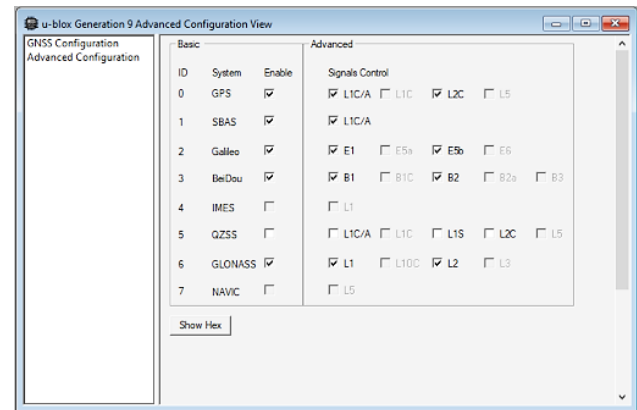 u-blox Generation 9 Advanced Configuration View
GNSS Configuration
Advanced Configuration
Basic
Advanced
ID System Enable Signals Control
0 GPS L1C/A L1C L2C L5
1 SBAS L1C/A
2 Galileo E1 E5a E5b E6
3 BeiDou B1 B1C B2 B2a B3
4 IMES L1
5 QZSS L1C/A L1C L1S L2C L5
6 GLONASS L1 L1OC L2 L3
7 NAVIC L5
Show Hex